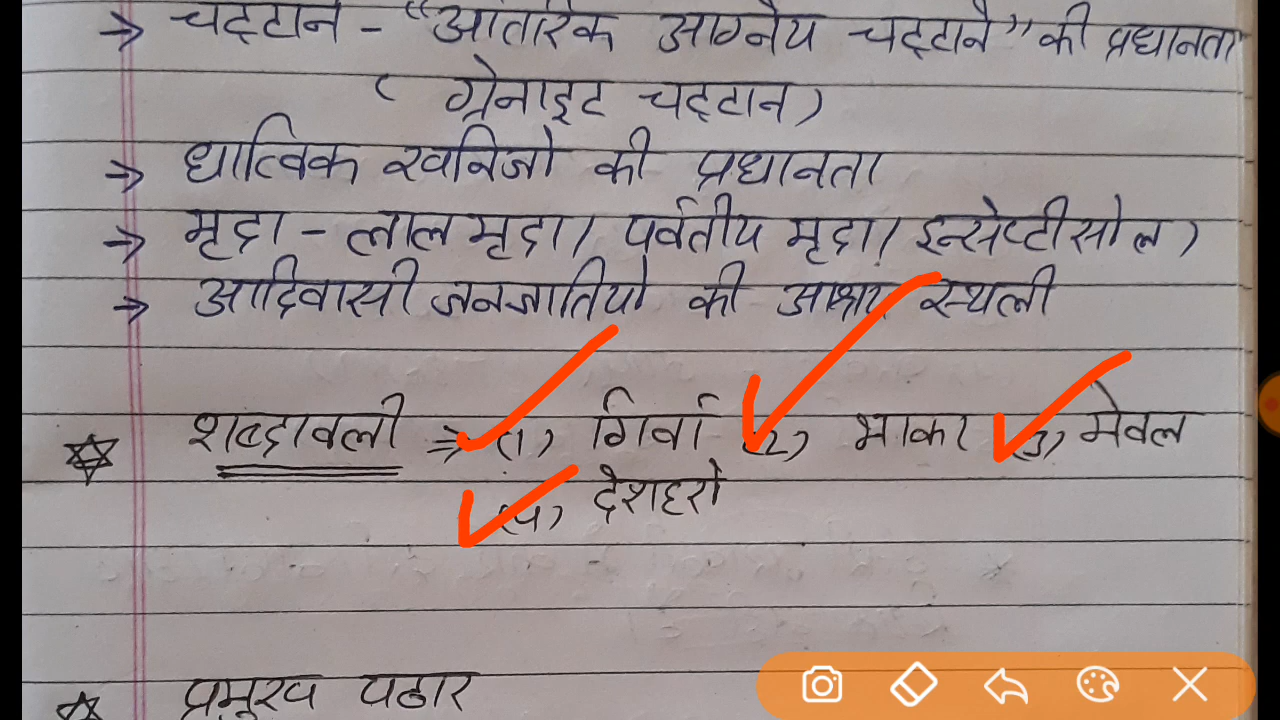 → चट्टान - "आंतरिक आग्नेय चट्टाने" की प्रधानता
( ग्रेनाइट चट्टान)
→ धात्विक खनिजो की प्रधानता
→ मृदा - लाल मृदा / पर्वतीय मृदा / इन्सेप्टीसोल)
→ आदिवासी जनजातियो की आश्रय स्थली
शब्दावली ⇒ (1) गिर्वा (2) भाकर (3) मेवल
(4) देशहरो
प्रमुख पठार